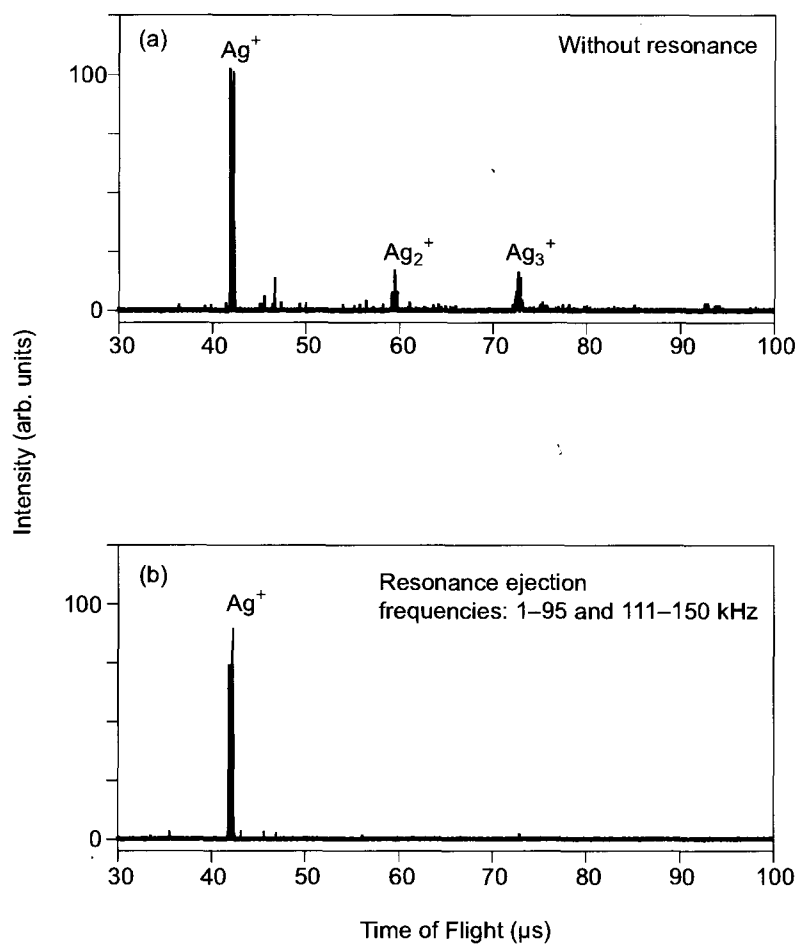 (a)
Ag⁺
Without resonance
100
Ag₂⁺
Ag₃⁺
0
30 40 50 60 70 80 90 100
Intensity (arb. units)
(b)
Resonance ejection
frequencies: 1–95 and 111–150 kHz
Ag⁺
100
0
30 40 50 60 70 80 90 100
Time of Flight (µs)